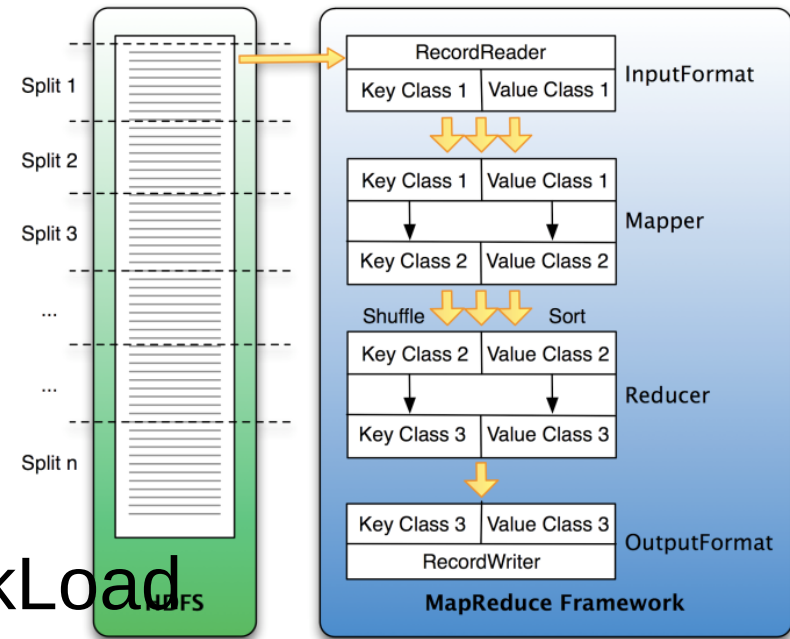 Split 1
Split 2
Split 3
...
...
Split n
RecordReader
Key Class 1 Value Class 1
InputFormat
Key Class 1 Value Class 1
Mapper
Key Class 2 Value Class 2
Shuffle Sort
Key Class 2 Value Class 2
Reducer
Key Class 3 Value Class 3
Key Class 3 Value Class 3
RecordWriter
OutputFormat
kLoad
HDFS
MapReduce Framework